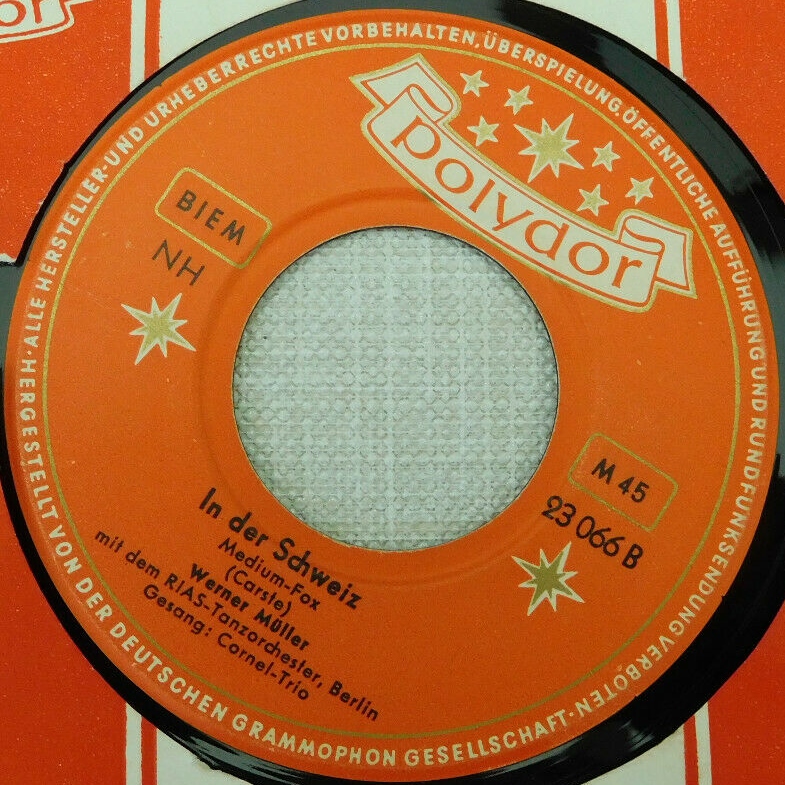 dor
HERGESTELLT VON DER DEUTSCHEN GRAMMOPHON GESELLSCHAFT · ALLE HERSTELLER- UND URHEBERRECHTE VORBEHALTEN, ÜBERSPIELUNG, ÖFFENTLICHE AUFFÜHRUNG UND RUNDFUNKSENDUNG VERBOTEN ·
polydor
BIEM
NH
M 45
23 066 B
In der Schweiz
Medium-Fox
(Carste)
Werner Müller
mit dem RIAS-Tanzorchester, Berlin
Gesang: Cornel-Trio